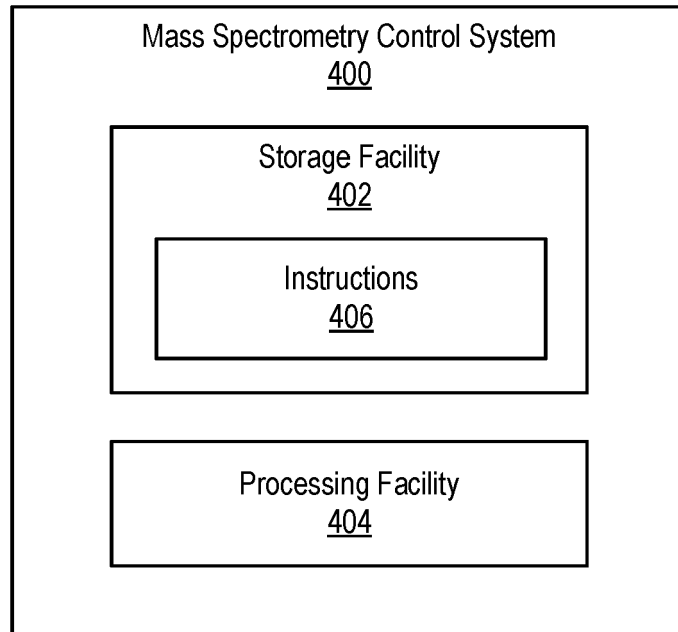 Mass Spectrometry Control System
400
Storage Facility
402
Instructions
406
Processing Facility
404